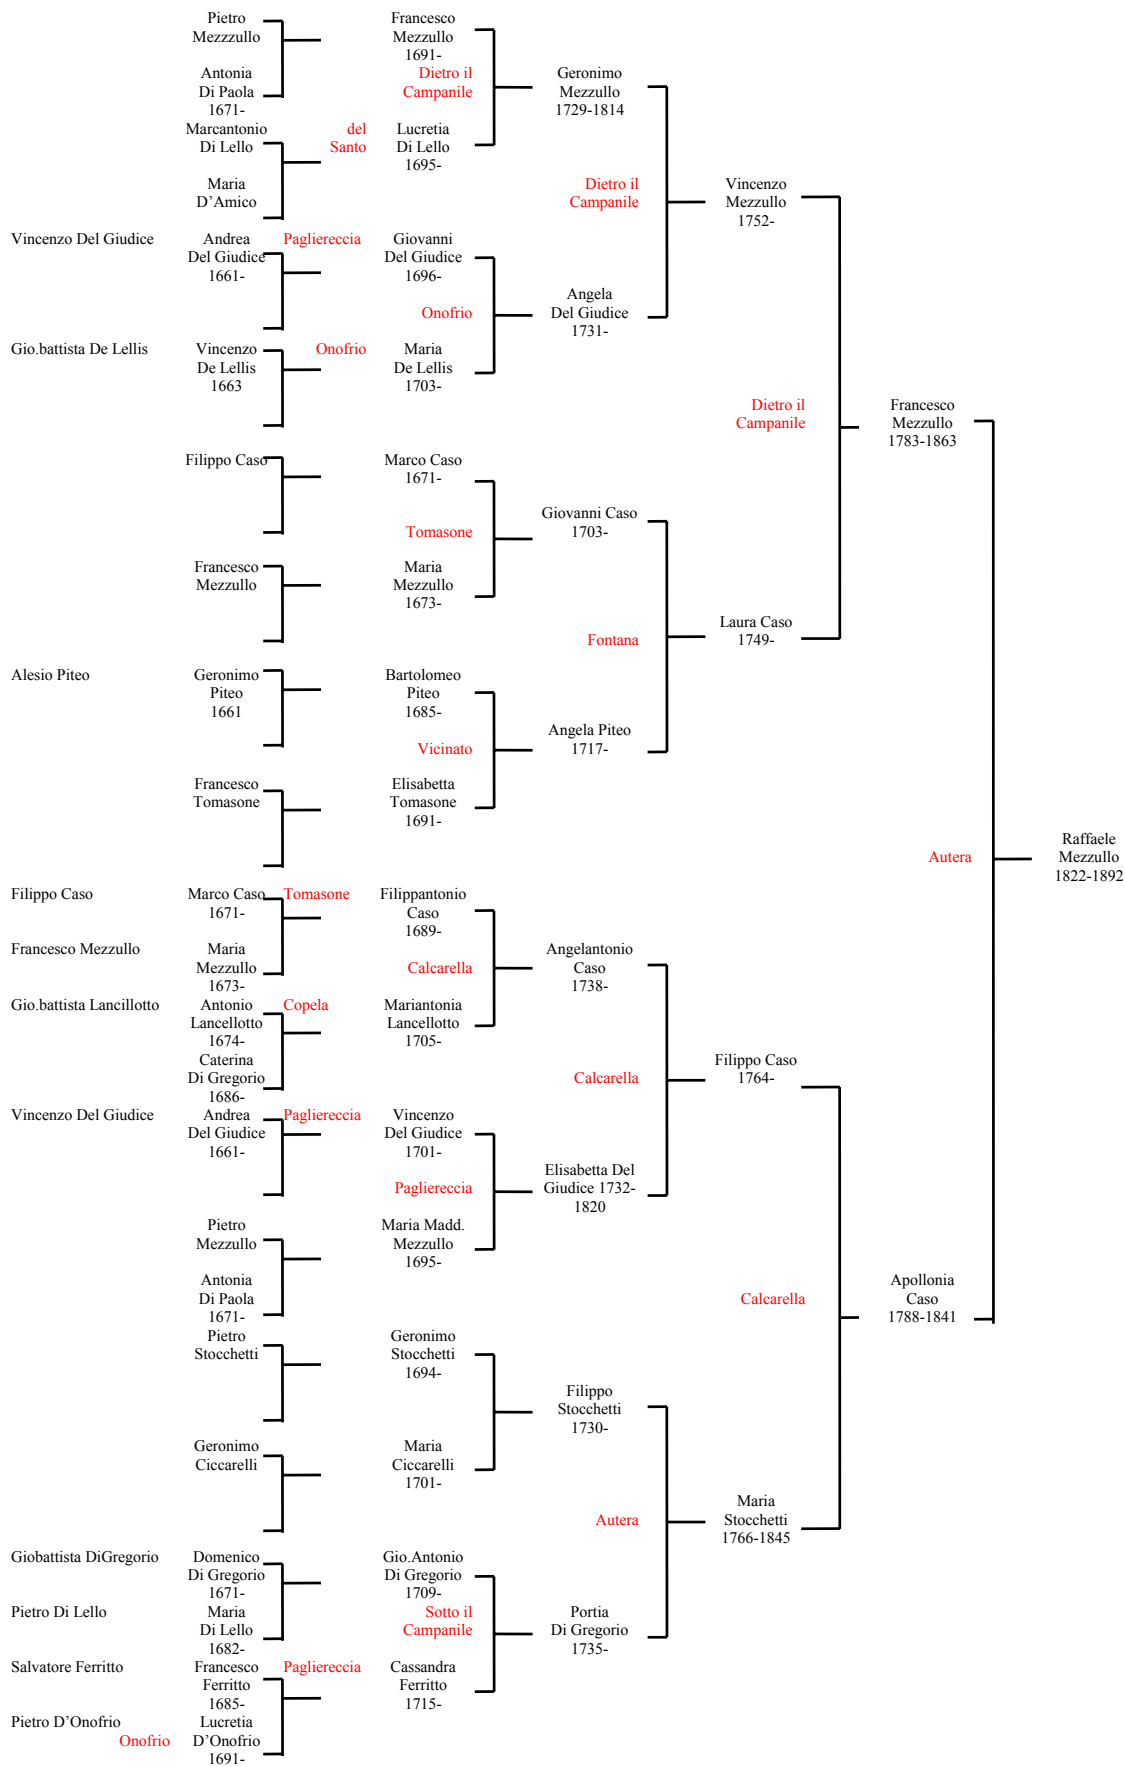 Pietro
Mezzzullo
Antonia
Di Paola
1671-
Marcantonio
Di Lello
del
Santo
Maria
D'Amico
Francesco
Mezzullo
1691-
Dietro il
Campanile
Lucretia
Di Lello
1695-
Geronimo
Mezzullo
1729-1814
Dietro il
Campanile
Vincenzo
Mezzullo
1752-
Vincenzo Del Giudice
Andrea
Del Giudice
1661-
Pagliereccia
Giovanni
Del Giudice
1696-
Onofrio
Angela
Del Giudice
1731-
Gio.battista De Lellis
Vincenzo
De Lellis
1663
Onofrio
Maria
De Lellis
1703-
Dietro il
Campanile
Francesco
Mezzullo
1783-1863
Filippo Caso
Marco Caso
1671-
Tomasone
Giovanni Caso
1703-
Francesco
Mezzullo
Maria
Mezzullo
1673-
Fontana
Laura Caso
1749-
Alesio Piteo
Geronimo
Piteo
1661
Bartolomeo
Piteo
1685-
Vicinato
Angela Piteo
1717-
Francesco
Tomasone
Elisabetta
Tomasone
1691-
Autera
Raffaele
Mezzullo
1822-1892
Filippo Caso
Marco Caso
1671-
Tomasone
Filippantonio
Caso
1689-
Francesco Mezzullo
Maria
Mezzullo
1673-
Calcarella
Angelantonio
Caso
1738-
Gio.battista Lancillotto
Antonio
Lancellotto
1674-
Copela
Mariantonia
Lancellotto
1705-
Caterina
Di Gregorio
1686-
Calcarella
Filippo Caso
1764-
Vincenzo Del Giudice
Andrea
Del Giudice
1661-
Pagliereccia
Vincenzo
Del Giudice
1701-
Pagliereccia
Elisabetta Del
Giudice 1732-
1820
Pietro
Mezzullo
Maria Madd.
Mezzullo
1695-
Antonia
Di Paola
1671-
Calcarella
Apollonia
Caso
1788-1841
Pietro
Stocchetti
Geronimo
Stocchetti
1694-
Filippo
Stocchetti
1730-
Geronimo
Ciccarelli
Maria
Ciccarelli
1701-
Autera
Maria
Stocchetti
1766-1845
Giobattista DiGregorio
Domenico
Di Gregorio
1671-
Gio.Antonio
Di Gregorio
1709-
Pietro Di Lello
Maria
Di Lello
1682-
Sotto il
Campanile
Portia
Di Gregorio
1735-
Salvatore Ferritto
Francesco
Ferritto
1685-
Pagliereccia
Cassandra
Ferritto
1715-
Pietro D'Onofrio
Onofrio
Lucretia
D'Onofrio
1691-